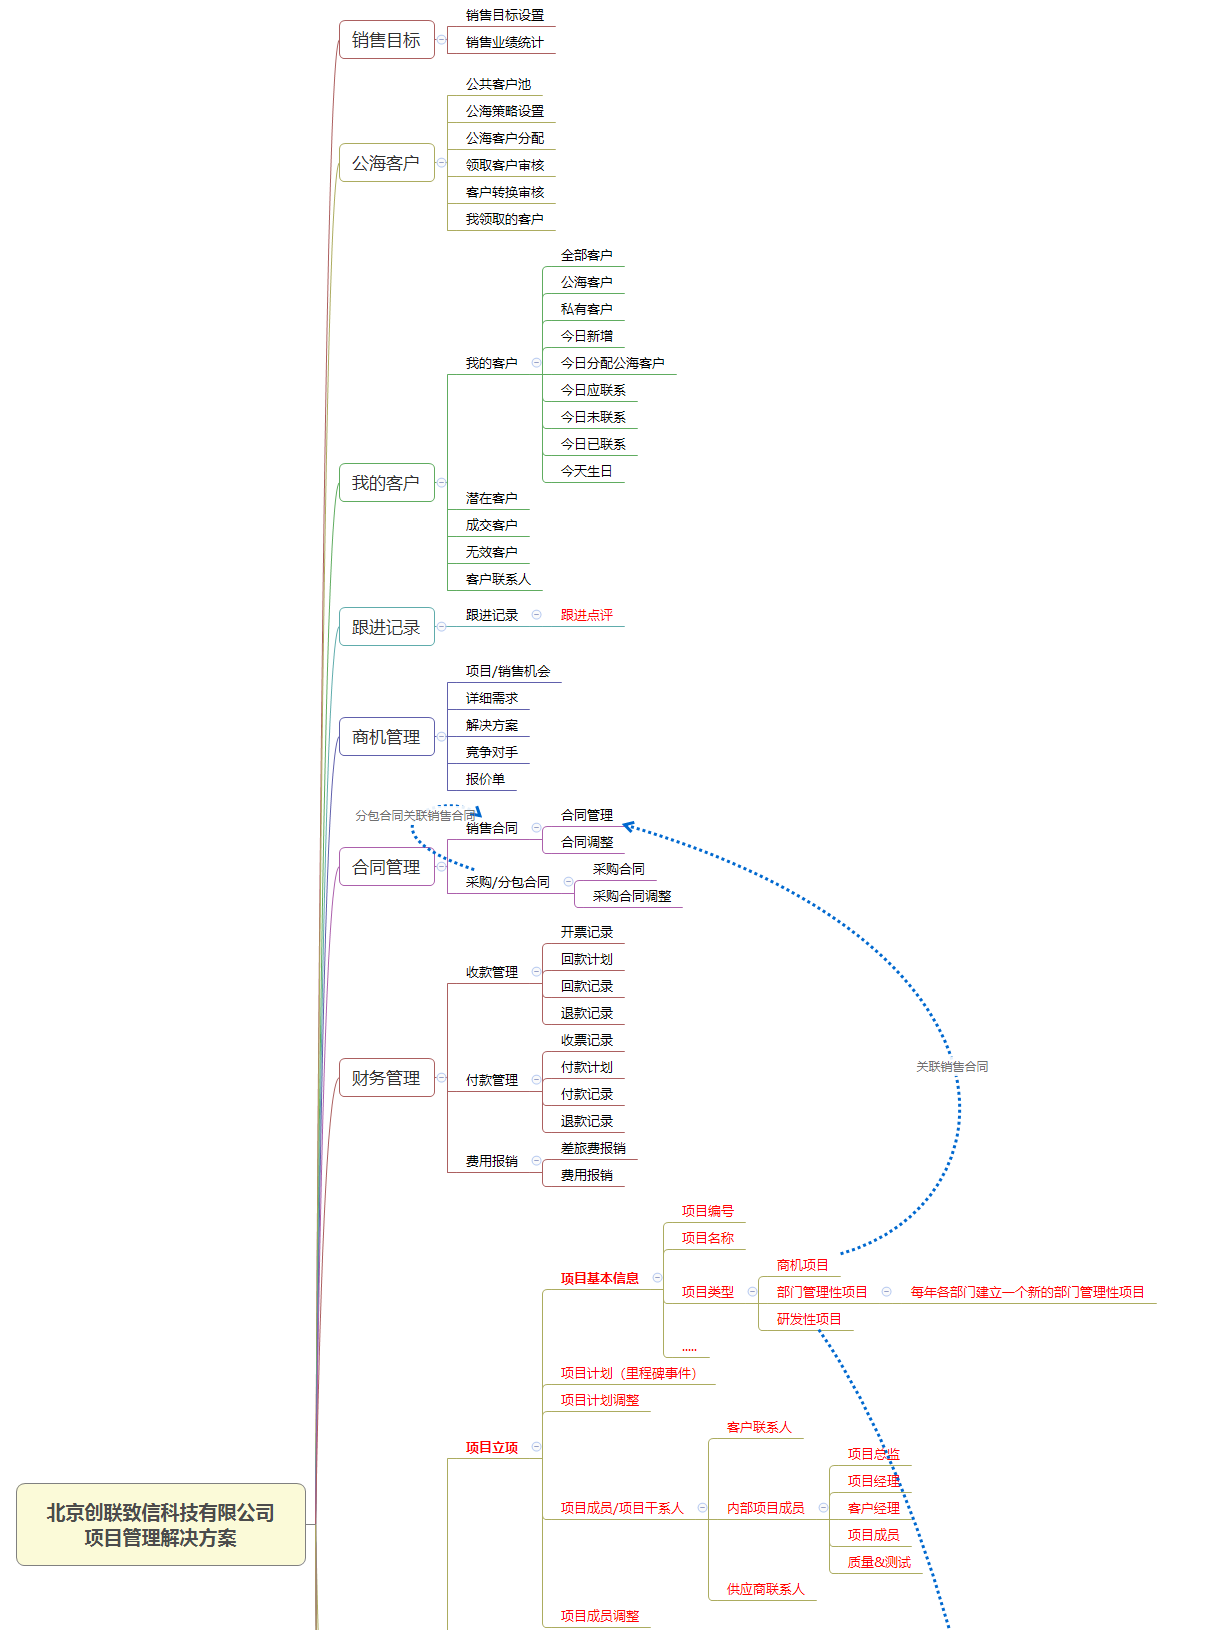 销售目标
销售目标设置
销售业绩统计
公海客户
公共客户池
公海策略设置
公海客户分配
领取客户审核
客户转换审核
我领取的客户
我的客户
我的客户
全部客户
公海客户
私有客户
今日新增
今日分配公海客户
今日应联系
今日未联系
今日已联系
今天生日
潜在客户
成交客户
无效客户
客户联系人
跟进记录
跟进记录
跟进点评
商机管理
项目/销售机会
详细需求
解决方案
竞争对手
报价单
合同管理
分包合同关联销售合同
销售合同
合同管理
合同调整
采购/分包合同
采购合同
采购合同调整
财务管理
收款管理
开票记录
回款计划
回款记录
退款记录
付款管理
收票记录
付款计划
付款记录
退款记录
费用报销
差旅费报销
费用报销
关联销售合同
北京创联致信科技有限公司
项目管理解决方案
项目立项
项目基本信息
项目编号
项目名称
项目类型
商机项目
部门管理性项目
每年各部门建立一个新的部门管理性项目
研发性项目
.....
项目计划（里程碑事件）
项目计划调整
项目成员/项目干系人
客户联系人
内部项目成员
项目总监
项目经理
客户经理
项目成员
质量&测试
供应商联系人
项目成员调整